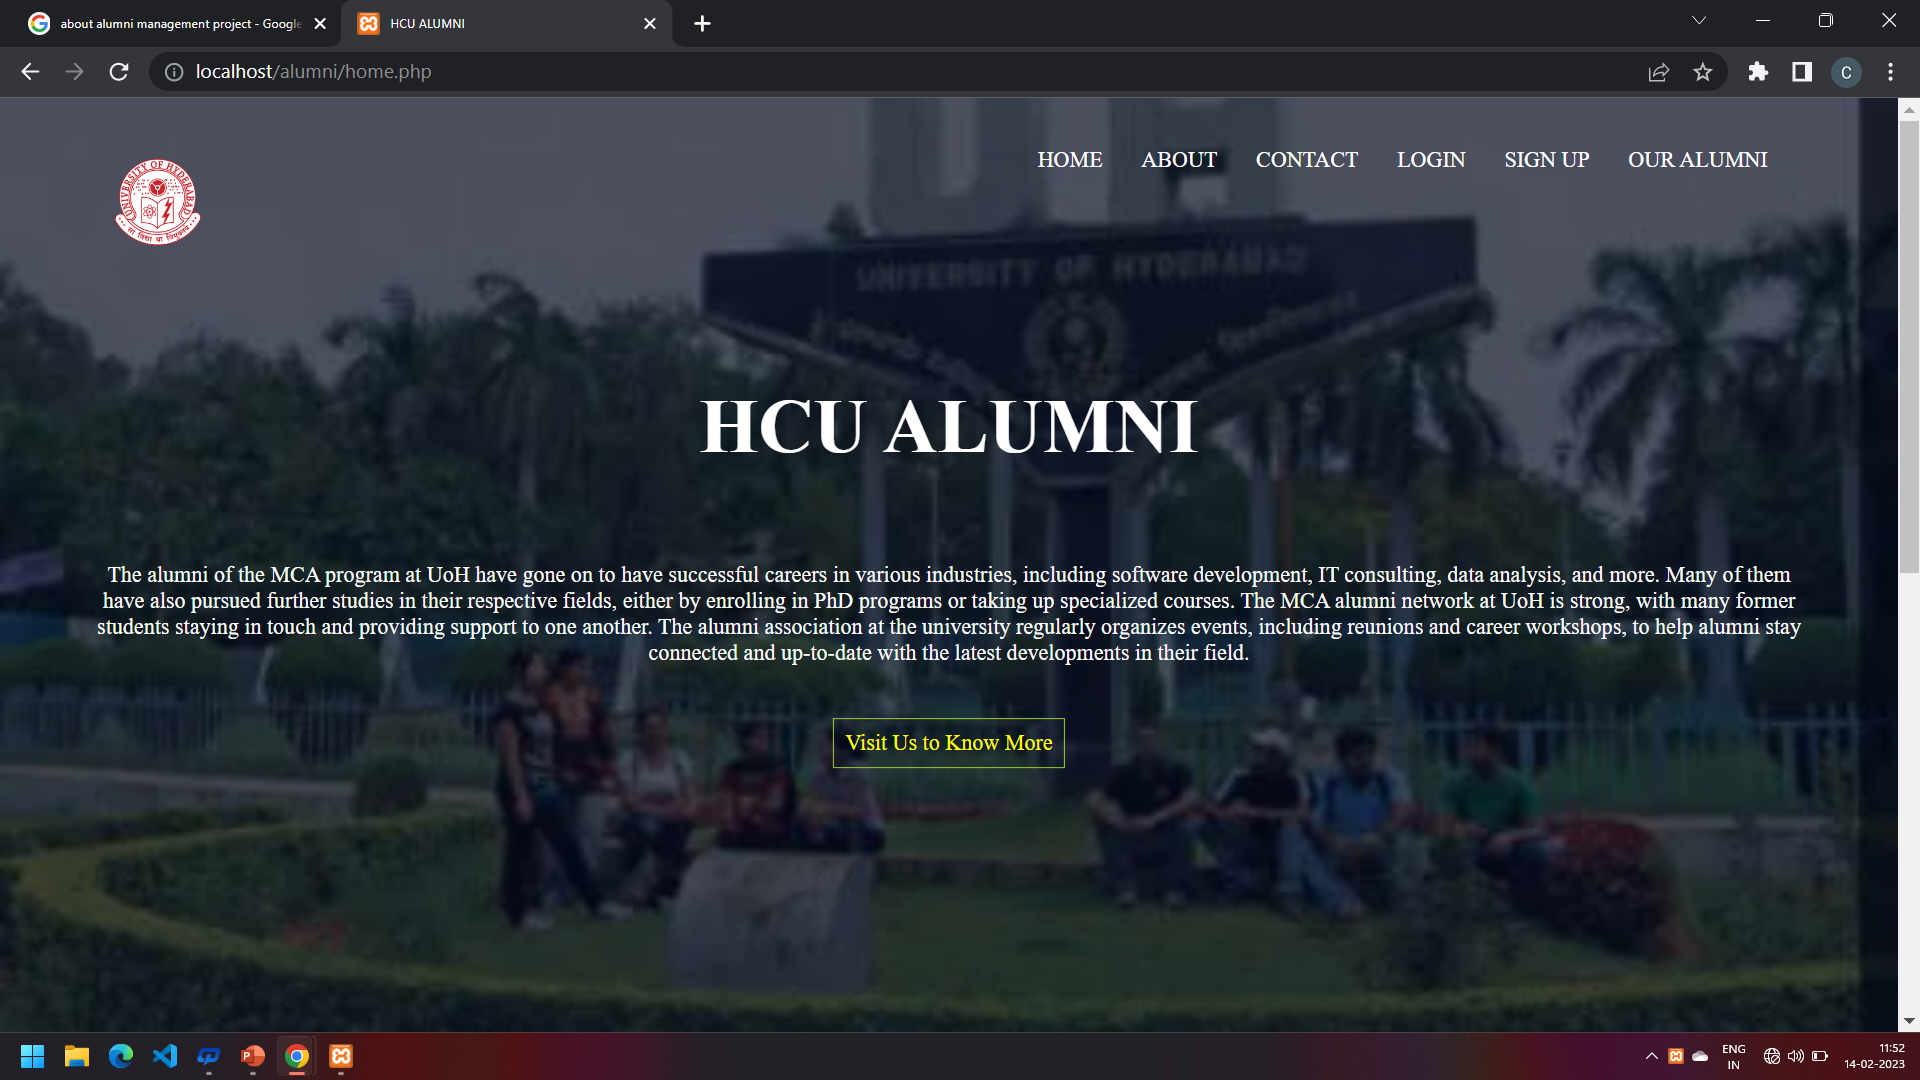 about alumni management project - Google
HCU ALUMNI
localhost/alumni/home.php
C
HOME ABOUT CONTACT LOGIN SIGN UP OUR ALUMNI
UNIVERSITY OF HYDERABAD
सा विद्या या विमुक्तये
UNIVERSITY OF HYDERABAD
HCU ALUMNI
The alumni of the MCA program at UoH have gone on to have successful careers in various industries, including software development, IT consulting, data analysis, and more. Many of them
have also pursued further studies in their respective fields, either by enrolling in PhD programs or taking up specialized courses. The MCA alumni network at UoH is strong, with many former
students staying in touch and providing support to one another. The alumni association at the university regularly organizes events, including reunions and career workshops, to help alumni stay
connected and up-to-date with the latest developments in their field.
Visit Us to Know More
ENG
IN
11:52
14-02-2023